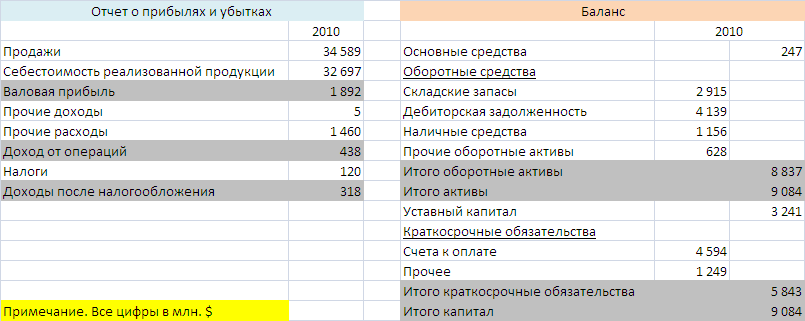 Отчет о прибылях и убытках
2010
Продажи 34 589
Себестоимость реализованной продукции 32 697
Валовая прибыль 1 892
Прочие доходы 5
Прочие расходы 1 460
Доход от операций 438
Налоги 120
Доходы после налогообложения 318
Примечание. Все цифры в млн. $
Баланс
2010
Основные средства 247
Оборотные средства
Складские запасы 2 915
Дебиторская задолженность 4 139
Наличные средства 1 156
Прочие оборотные активы 628
Итого оборотные активы 8 837
Итого активы 9 084
Уставный капитал 3 241
Краткосрочные обязательства
Счета к оплате 4 594
Прочее 1 249
Итого краткосрочные обязательства 5 843
Итого капитал 9 084